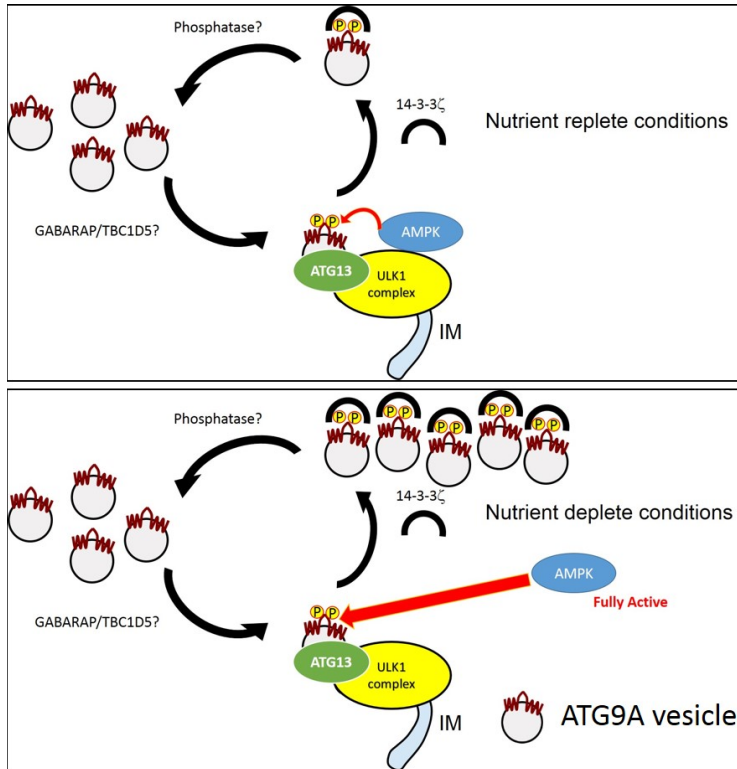 Phosphatase?
P P
14-3-3ζ
Nutrient replete conditions
GABARAP/TBC1D5?
P P
AMPK
ATG13
ULK1
complex
IM
Phosphatase?
P P
P P
P P
P P
P P
14-3-3ζ
Nutrient deplete conditions
AMPK
Fully Active
GABARAP/TBC1D5?
P P
ATG13
ULK1
complex
IM
ATG9A vesicle